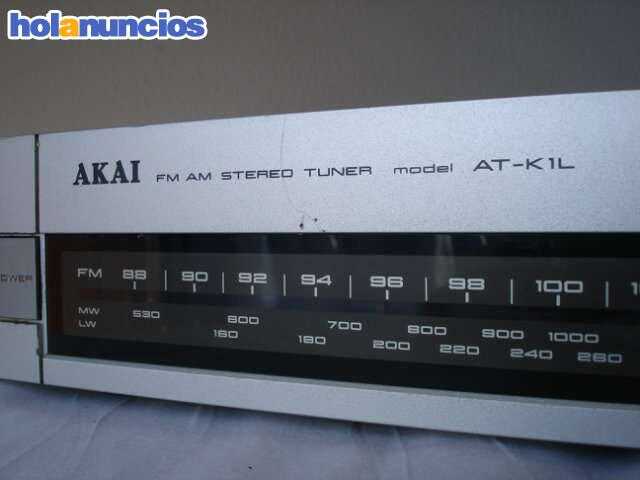 holanuncios
AKAI FM AM STEREO TUNER model AT-K1L
FM 88 90 92 94 96 98 100
MW 530 600 700 800 900 1000
LW 160 180 200 220 240 260